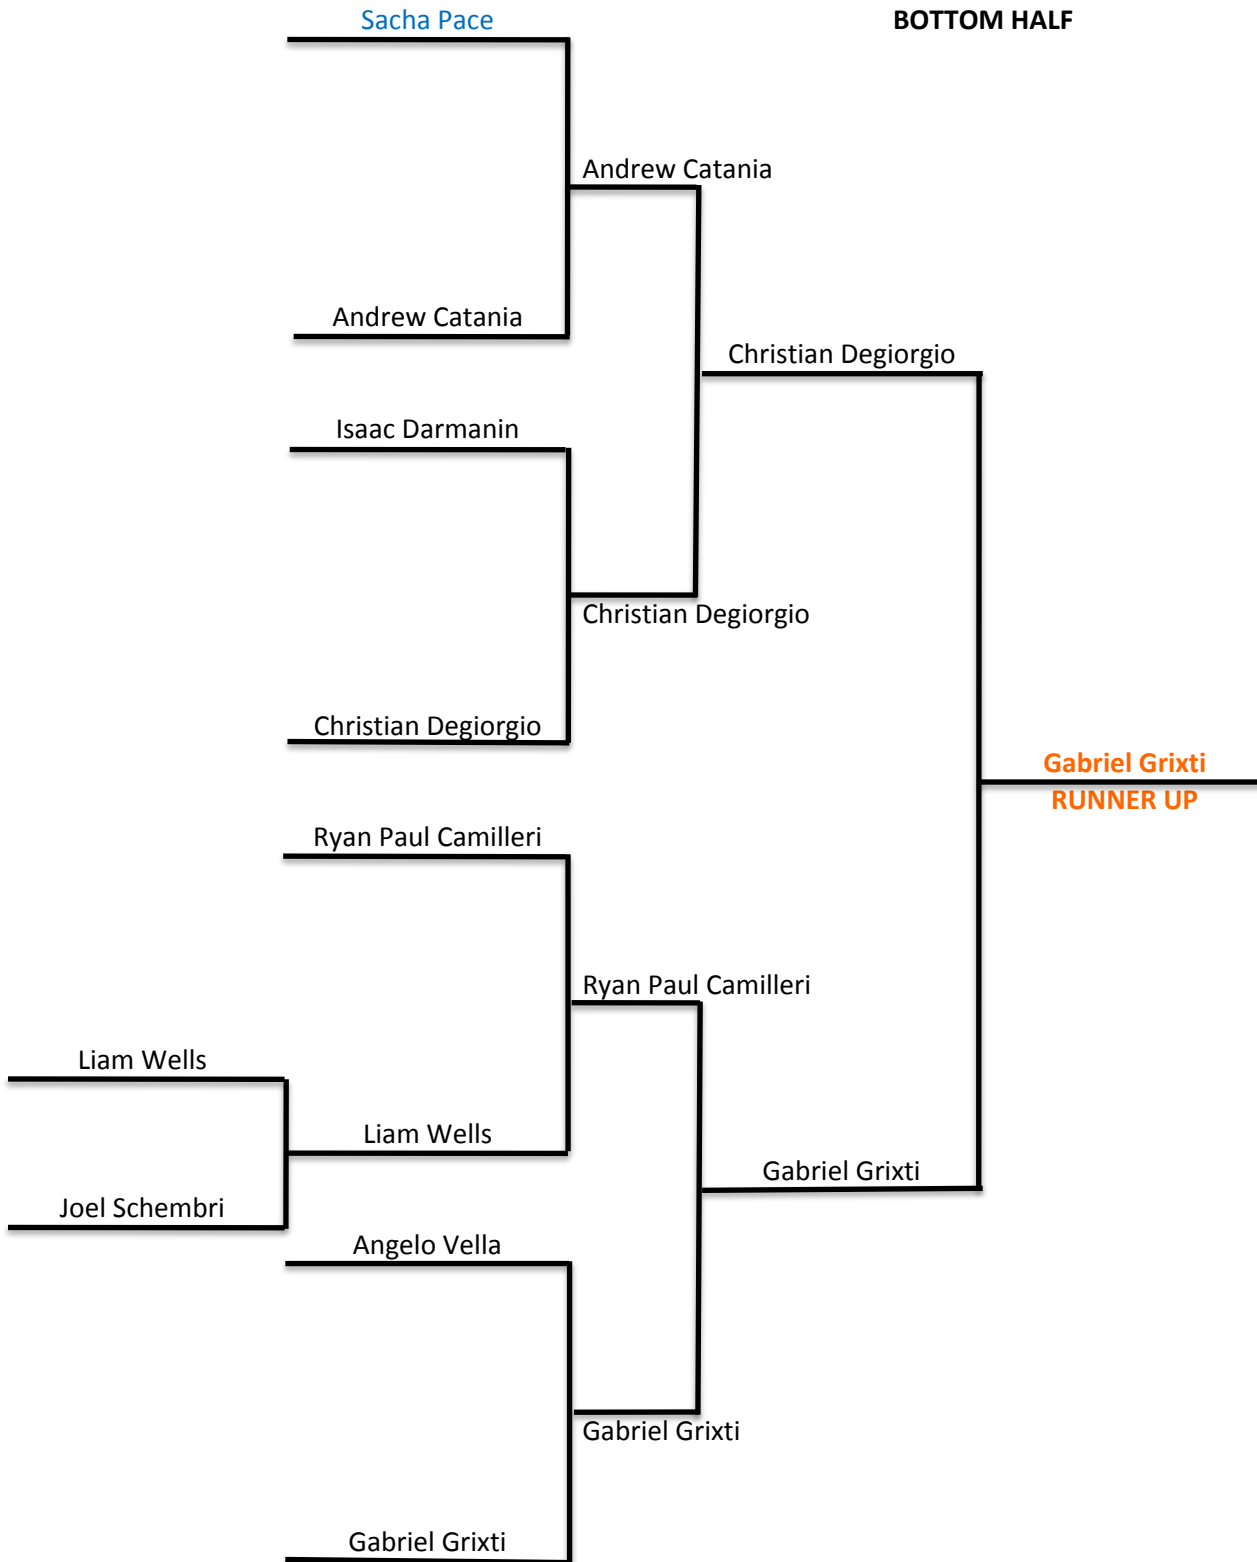 Sacha Pace
BOTTOM HALF
Andrew Catania
Andrew Catania
Christian Degiorgio
Isaac Darmanin
Christian Degiorgio
Christian Degiorgio
Gabriel Grixti
RUNNER UP
Ryan Paul Camilleri
Ryan Paul Camilleri
Liam Wells
Liam Wells
Gabriel Grixti
Joel Schembri
Angelo Vella
Gabriel Grixti
Gabriel Grixti